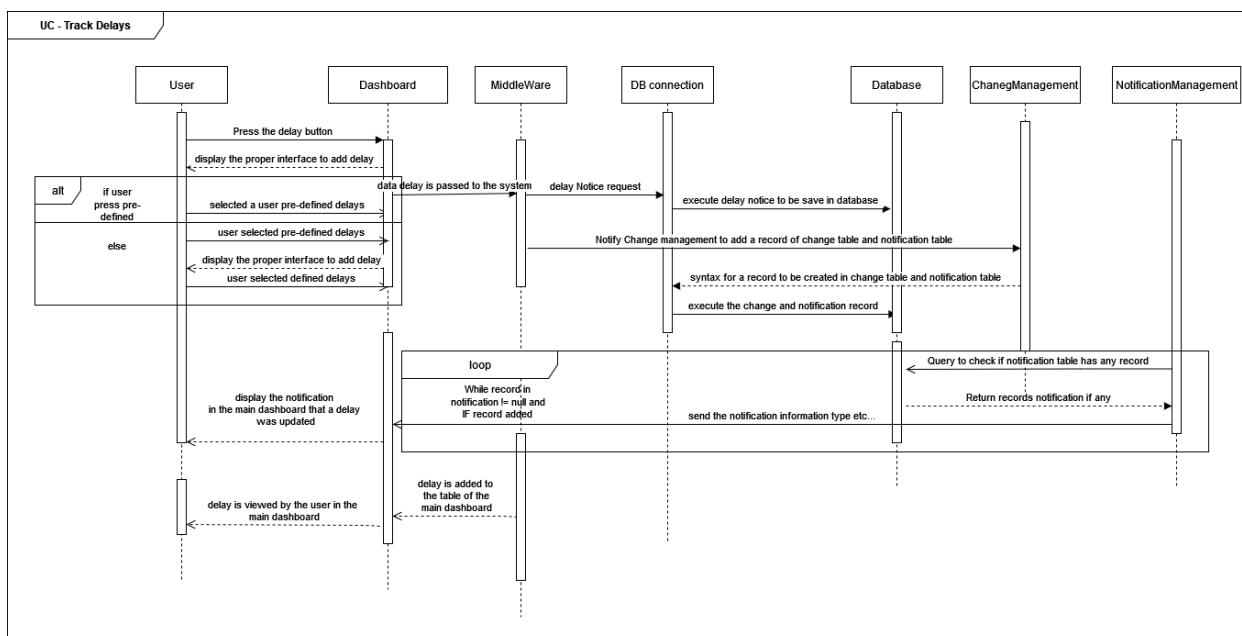 UC - Track Delays
User
Dashboard
MiddleWare
DB connection
Database
ChanegManagement
NotificationManagement
Press the delay button
display the proper interface to add delay
alt
if user
press pre-
defined
data delay is passed to the system
delay Notice request
selected a user pre-defined delays
execute delay notice to be save in database
else
user selected pre-defined delays
Notify Change management to add a record of change table and notification table
display the proper interface to add delay
user selected defined delays
syntax for a record to be created in change table and notification table
execute the change and notification record
loop
Query to check if notification table has any record
While record in
notification != null and
IF record added
display the notification
in the main dashboard that a delay
was updated
Return records notification if any
send the notification information type etc...
delay is added to
the table of the
main dashboard
delay is viewed by the user in the
main dashboard